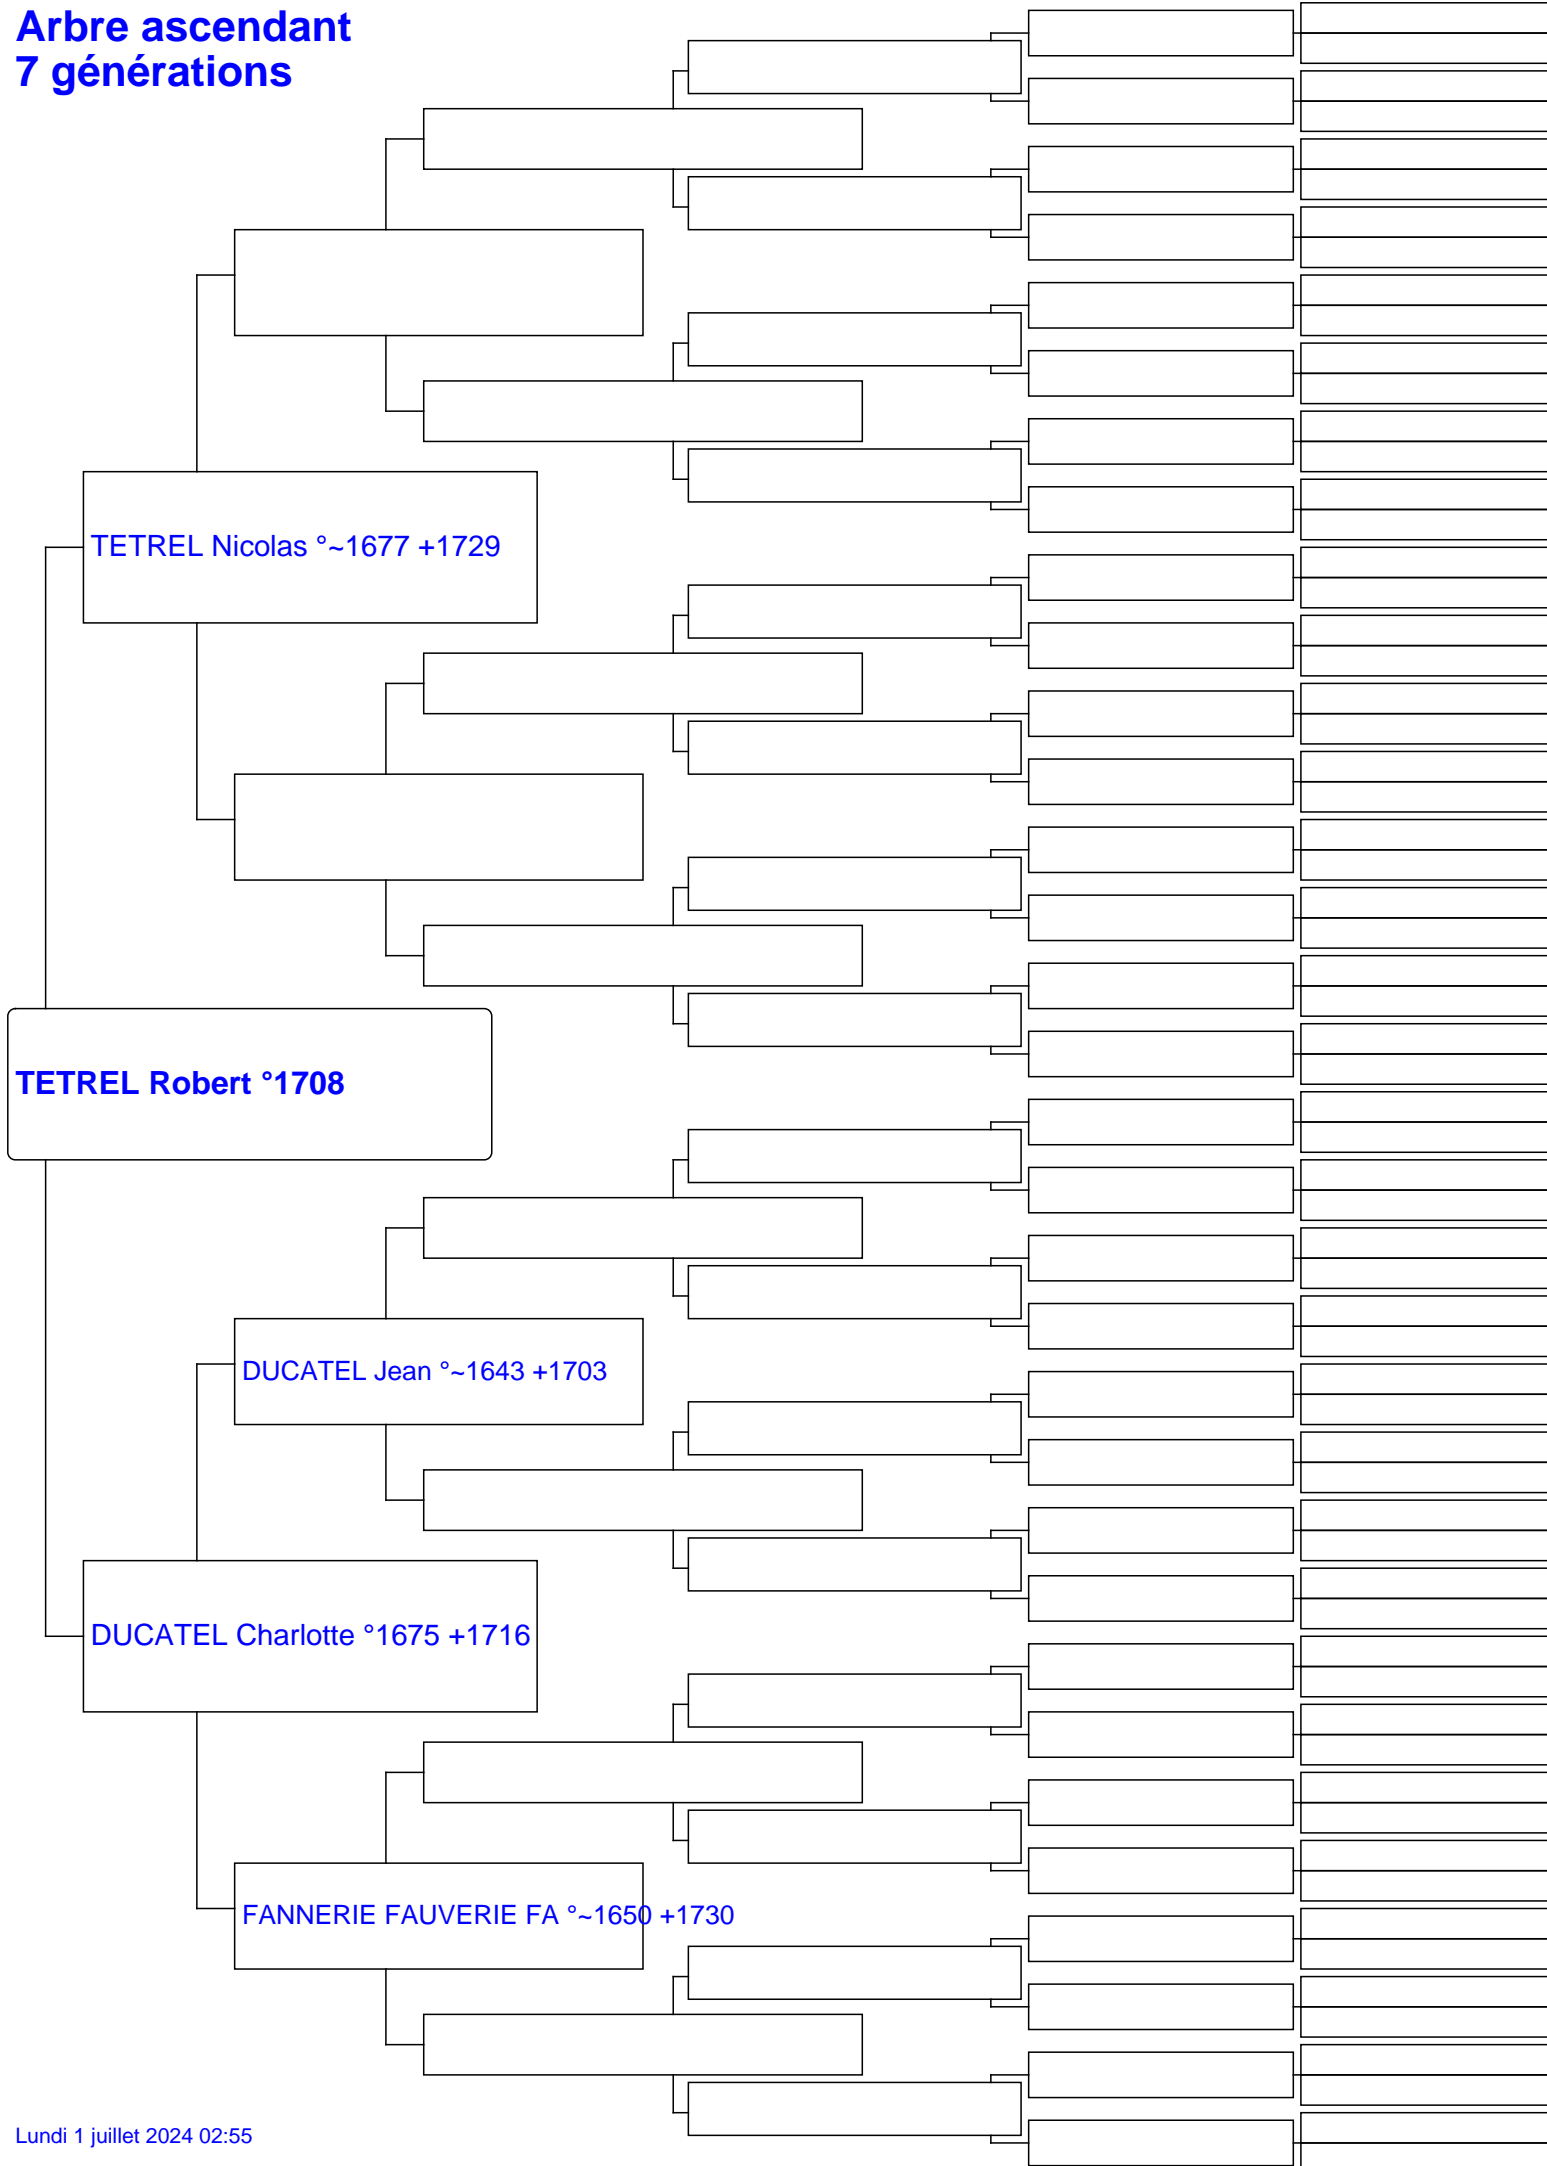 Arbre ascendant
7 générations
TETREL Nicolas °~1677 +1729
TETREL Robert °1708
DUCATEL Jean °~1643 +1703
DUCATEL Charlotte °1675 +1716
FANNERIE FAUVERIE FA °~1650 +1730
Lundi 1 juillet 2024 02:55